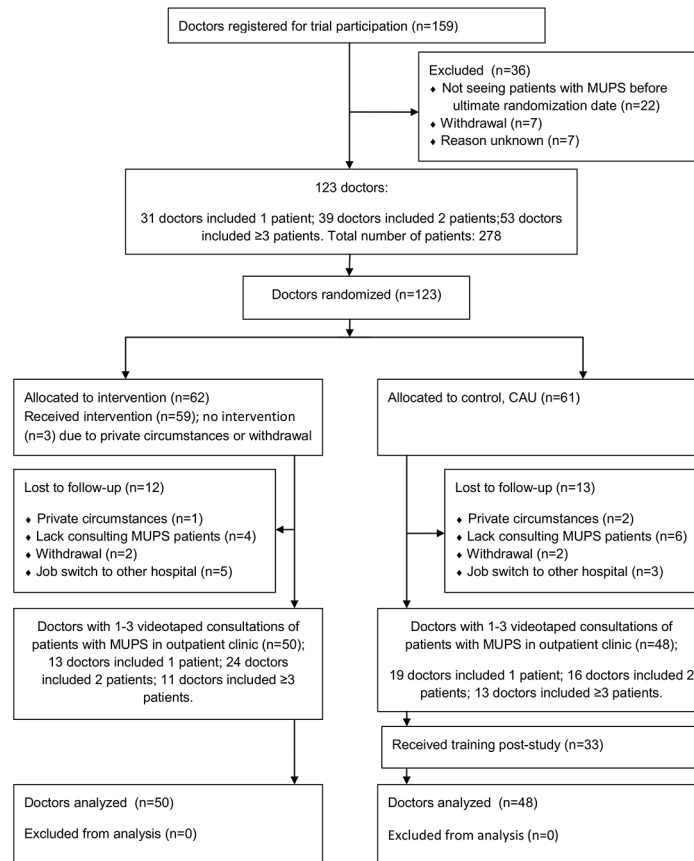 Doctors registered for trial participation (n=159)
Excluded (n=36)
♦ Not seeing patients with MUPS before
ultimate randomization date
(n=22)
♦ Withdrawal (n=7)
♦ Reason unknown (n=7)
123 doctors:
31 doctors included 1 patient; 39 doctors included 2 patients;53 doctors
included ≥3 patients. Total number of patients: 278
Doctors randomized (n=123)
Allocated to intervention (n=62)
Received intervention (n=59); no intervention
(n=3) due to private circumstances or withdrawal
Allocated to control, CAU (n=61)
Lost to follow-up (n=12)
♦ Private circumstances (n=1)
♦ Lack consulting MUPS patients (n=4)
♦ Withdrawal (n=2)
♦ Job switch to other hospital (n=5)
Lost to follow-up (n=13)
♦ Private circumstances (n=2)
♦ Lack consulting MUPS patients (n=6)
♦ Withdrawal (n=2)
♦ Job switch to other hospital (n=3)
Doctors with 1-3 videotaped consultations of
patients with MUPS in outpatient clinic (n=50);
13 doctors included 1 patient; 24 doctors
included 2 patients; 11 doctors included ≥3
patients.
Doctors with 1-3 videotaped consultations of
patients with MUPS in outpatient clinic (n=48);
19 doctors included 1 patient; 16 doctors included 2
patients; 13 doctors included ≥3 patients.
Received training post-study (n=33)
Doctors analyzed (n=50)
Excluded from analysis (n=0)
Doctors analyzed (n=48)
Excluded from analysis (n=0)